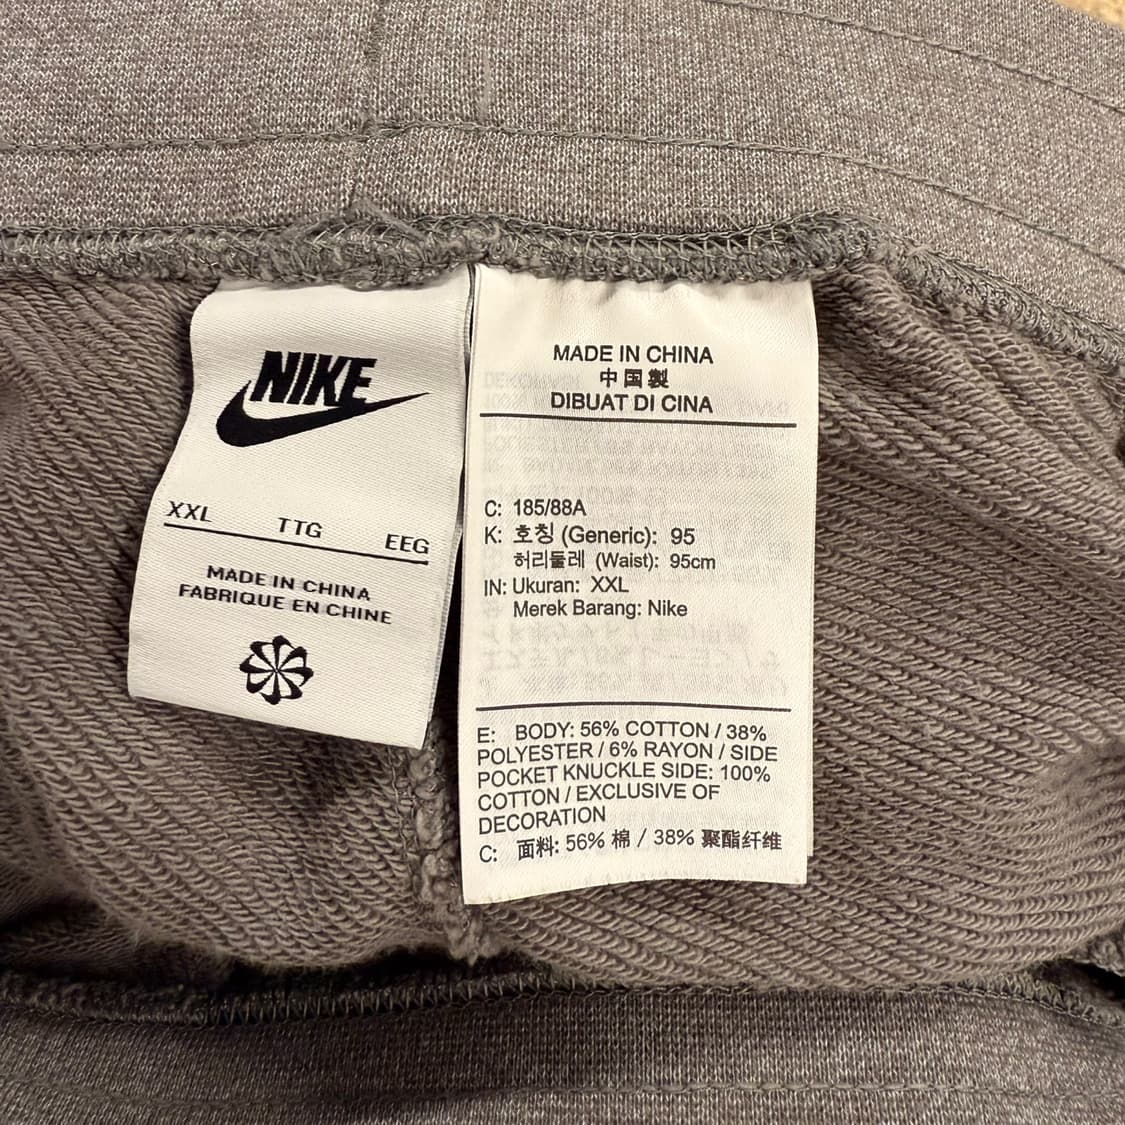 NIKE
XXL TTG EEG
MADE IN CHINA
FABRIQUE EN CHINE
MADE IN CHINA
中国製
DIBUAT DI CINA
C: 185/88A
K: 호칭 (Generic): 95
허리둘레 (Waist): 95cm
IN: Ukuran: XXL
Merek Barang: Nike
E: BODY: 56% COTTON / 38%
POLYESTER / 6% RAYON / SIDE
POCKET KNUCKLE SIDE: 100%
COTTON / EXCLUSIVE OF
DECORATION
C: 面料: 56% 棉 / 38% 聚酯纤维